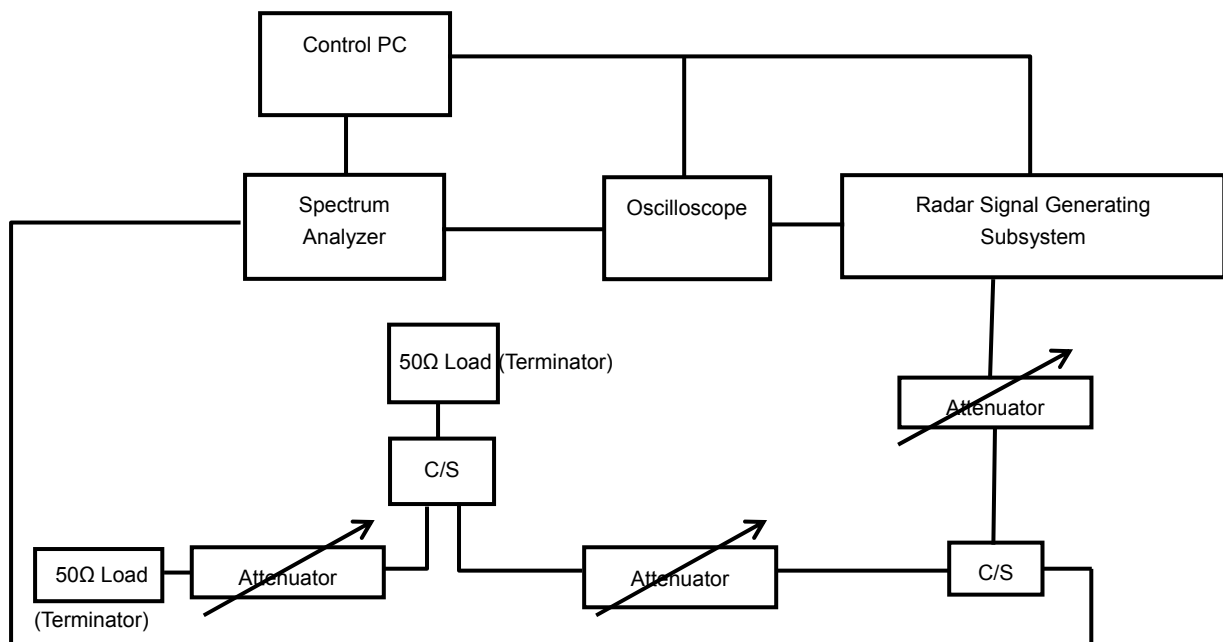 Control PC
Spectrum
Analyzer
Oscilloscope
Radar Signal Generating
Subsystem
50Ω Load (Terminator)
Attenuator
C/S
50Ω Load
(Terminator)
Attenuator
Attenuator
C/S